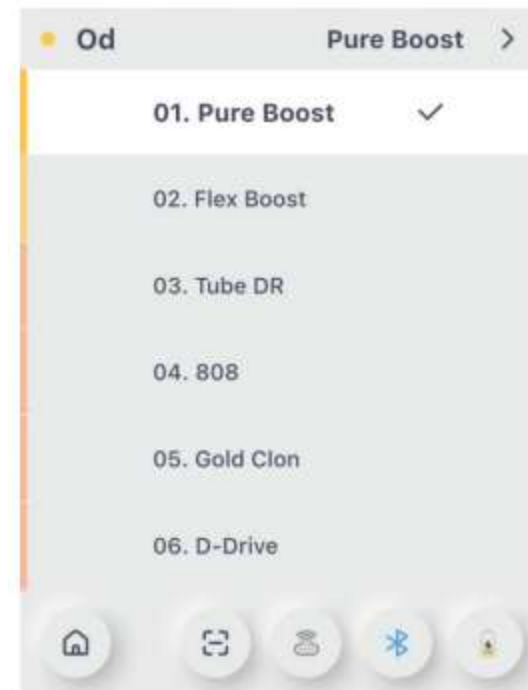 Od Pure Boost
01. Pure Boost
02. Flex Boost
03. Tube DR
04. 808
05. Gold Clon
06. D-Drive